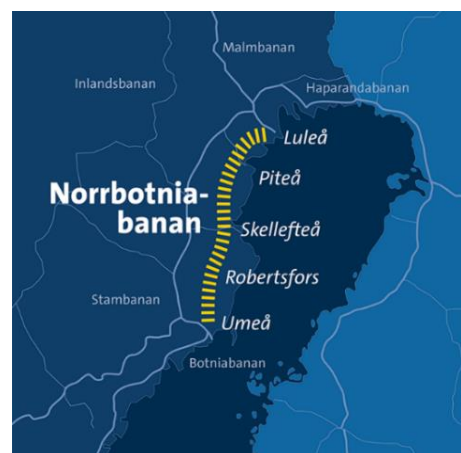 Malmbanan
Inlandsbanan
Haparandabanan
Luleå
Piteå
Norrbotnia-
banan
Skellefteå
Robertsfors
Stambanan
Umeå
Botniabanan